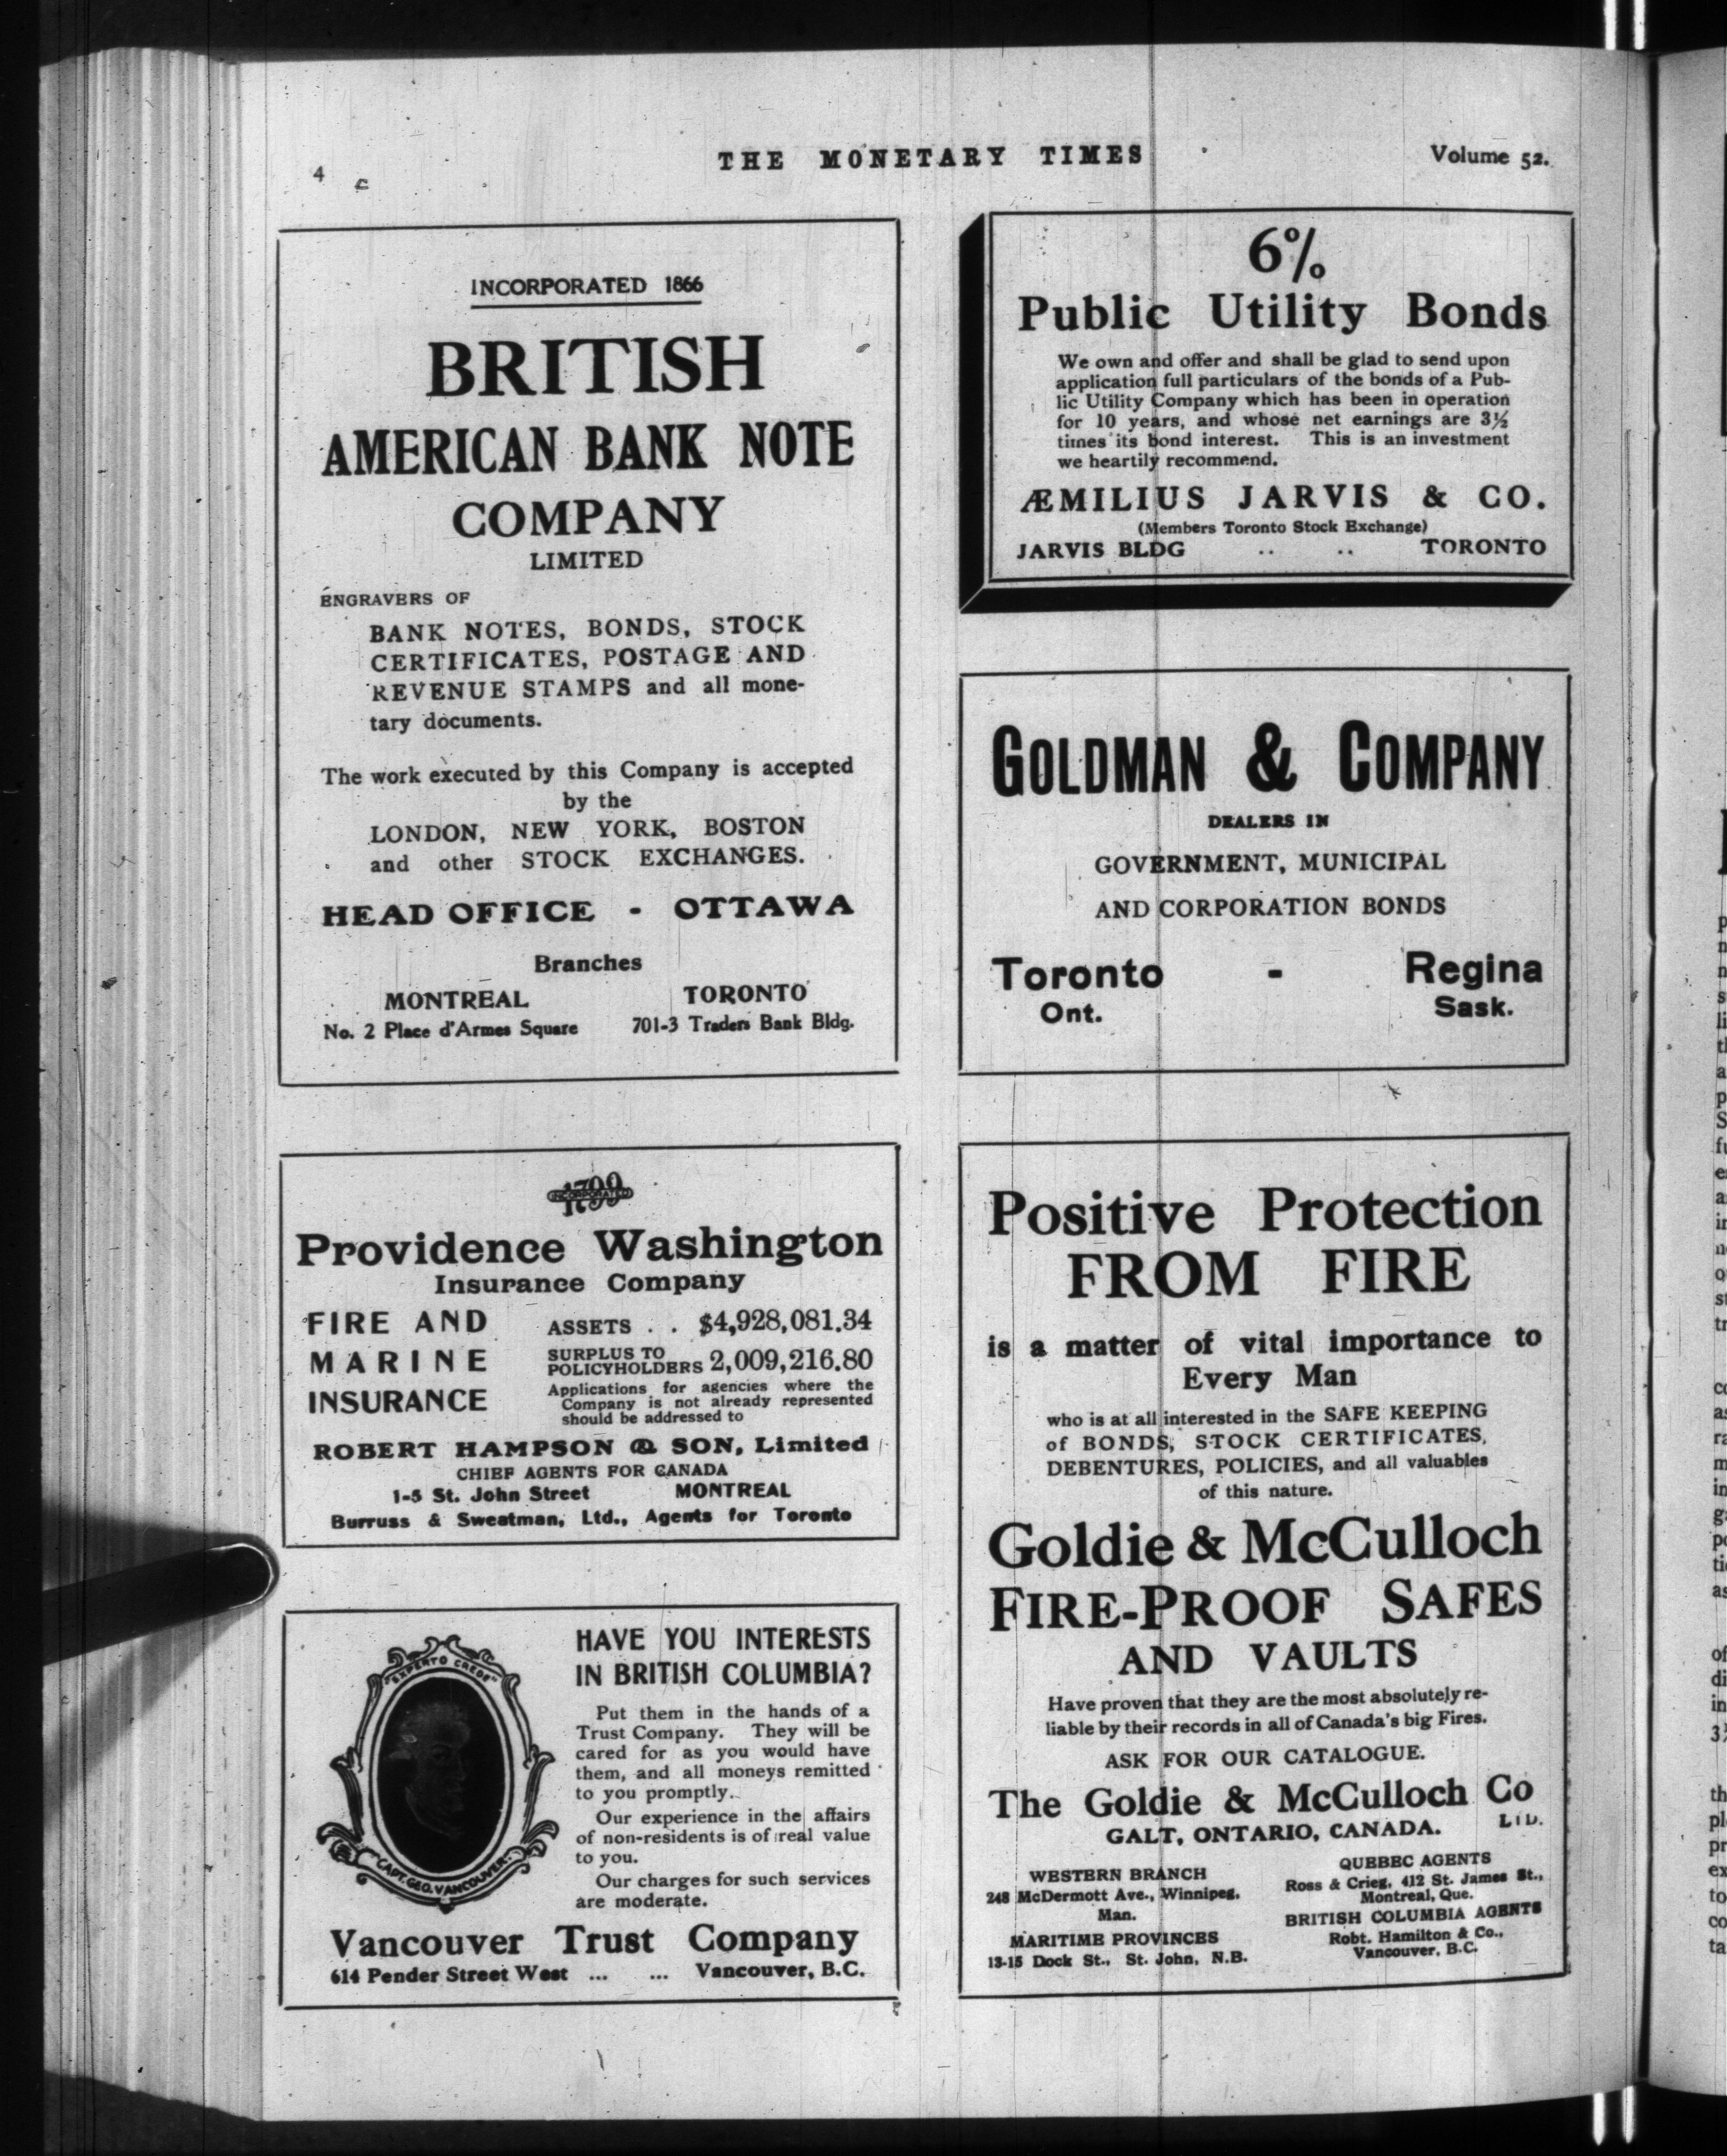 4
THE MONETARY TIMES
Volume 52.
INCORPORATED 1866
BRITISH
AMERICAN BANK NOTE
COMPANY
LIMITED
ENGRAVERS OF
BANK NOTES, BONDS, STOCK
CERTIFICATES, POSTAGE AND
REVENUE STAMPS and all mone-
tary documents.
The work executed by this Company is accepted
by the
LONDON, NEW YORK, BOSTON
and other STOCK EXCHANGES.
HEAD OFFICE - OTTAWA
Branches
MONTREAL TORONTO
No. 2 Place d'Armes Square 701-3 Traders Bank Bldg.
1799
INCORPORATED
Providence Washington
Insurance Company
FIRE AND
MARINE
INSURANCE
ASSETS . . $4,928,081.34
SURPLUS TO
POLICYHOLDERS 2,009,216.80
Applications for agencies where the
Company is not already represented
should be addressed to
ROBERT HAMPSON & SON, Limited
CHIEF AGENTS FOR CANADA
1-5 St. John Street MONTREAL
Burruss & Sweatman, Ltd., Agents for Toronto
"EXPERTO CREDE"
"CAPT. GEO. VANCOUVER."
HAVE YOU INTERESTS
IN BRITISH COLUMBIA?
Put them in the hands of a
Trust Company. They will be
cared for as you would have
them, and all moneys remitted
to you promptly.
Our experience in the affairs
of non-residents is of real value
to you.
Our charges for such services
are moderate.
Vancouver Trust Company
614 Pender Street West ... ... Vancouver, B.C.
6%
Public Utility Bonds
We own and offer and shall be glad to send upon
application full particulars of the bonds of a Pub-
lic Utility Company which has been in operation
for 10 years, and whose net earnings are 3½
times its bond interest. This is an investment
we heartily recommend.
ÆMILIUS JARVIS & CO.
(Members Toronto Stock Exchange)
JARVIS BLDG .. .. TORONTO
GOLDMAN & COMPANY
DEALERS IN
GOVERNMENT, MUNICIPAL
AND CORPORATION BONDS
Toronto - Regina
Ont. Sask.
Positive Protection
FROM FIRE
is a matter of vital importance to
Every Man
who is at all interested in the SAFE KEEPING
of BONDS, STOCK CERTIFICATES,
DEBENTURES, POLICIES, and all valuables
of this nature.
Goldie & McCulloch
FIRE-PROOF SAFES
AND VAULTS
Have proven that they are the most absolutely re-
liable by their records in all of Canada's big Fires.
ASK FOR OUR CATALOGUE.
The Goldie & McCulloch Co
LTD.
GALT, ONTARIO, CANADA.
WESTERN BRANCH
248 McDermott Ave., Winnipeg,
Man.
MARITIME PROVINCES
13-15 Dock St., St. John, N.B.
QUEBEC AGENTS
Ross & Crieg, 412 St. James St.,
Montreal, Que.
BRITISH COLUMBIA AGENTS
Robt. Hamilton & Co.,
Vancouver, B.C.